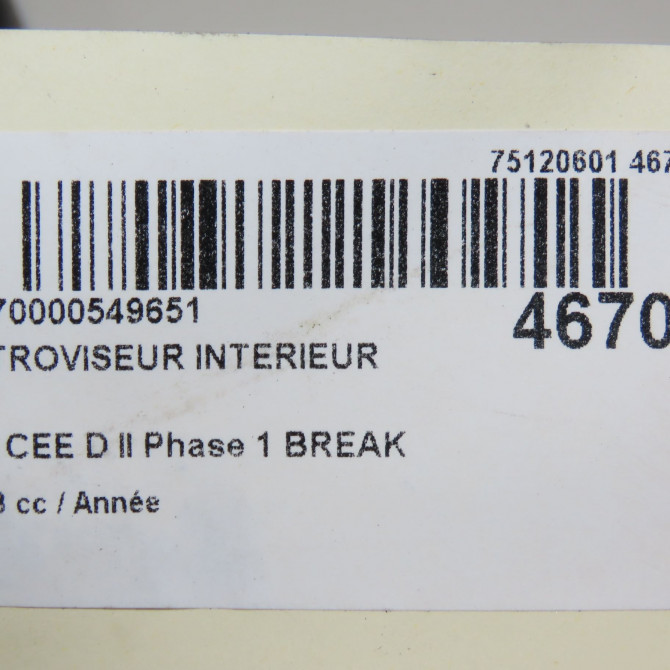 75120601 467
70000549651
4670
TROVISEUR INTERIEUR
CEE D II Phase 1 BREAK
3 cc / Année